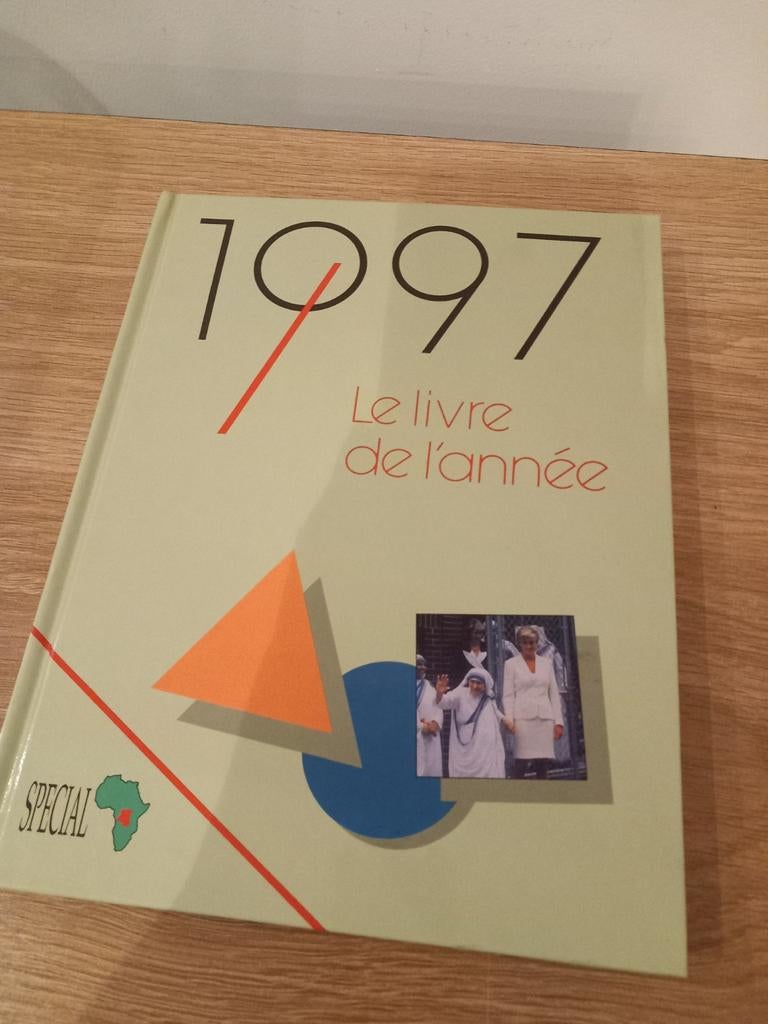 1997
Le livre
de l'année
SPECIAL